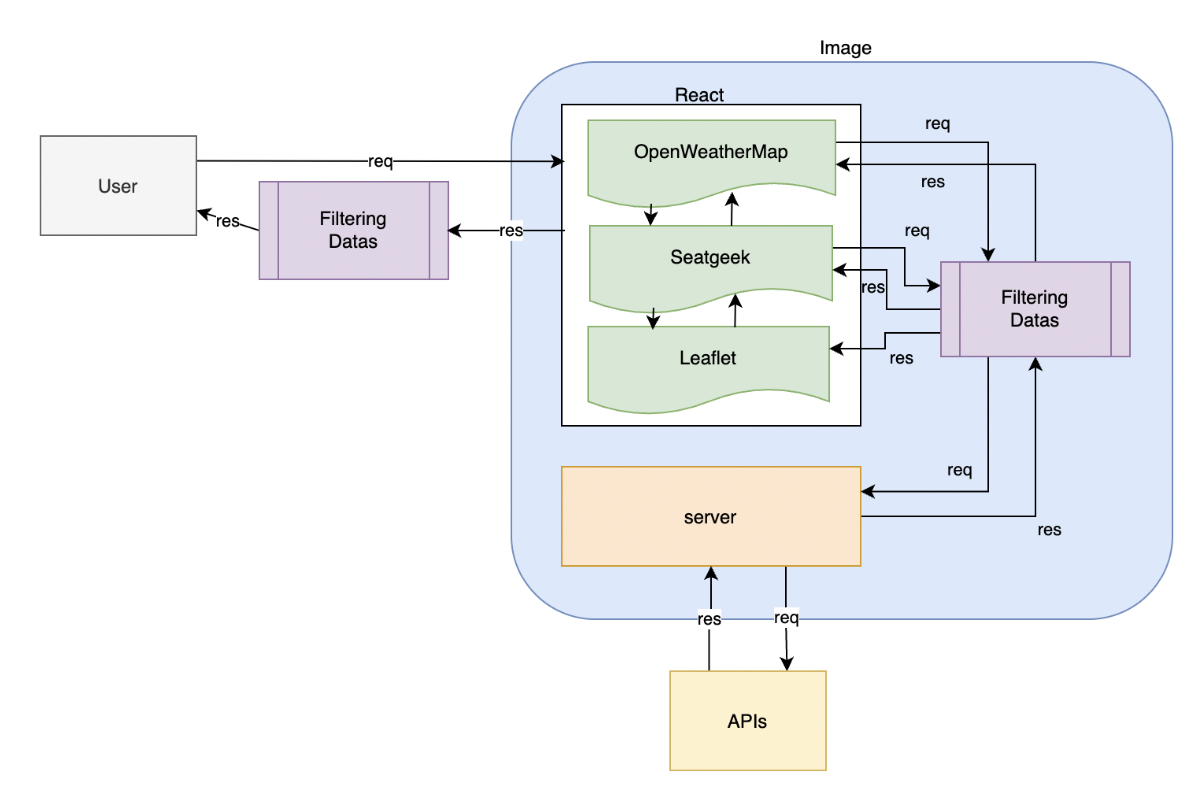 Image
React
OpenWeatherMap
req
res
User
req
Filtering
Datas
res
res
Seatgeek
req
res
Filtering
Datas
Leaflet
res
req
server
res
res
req
APIs